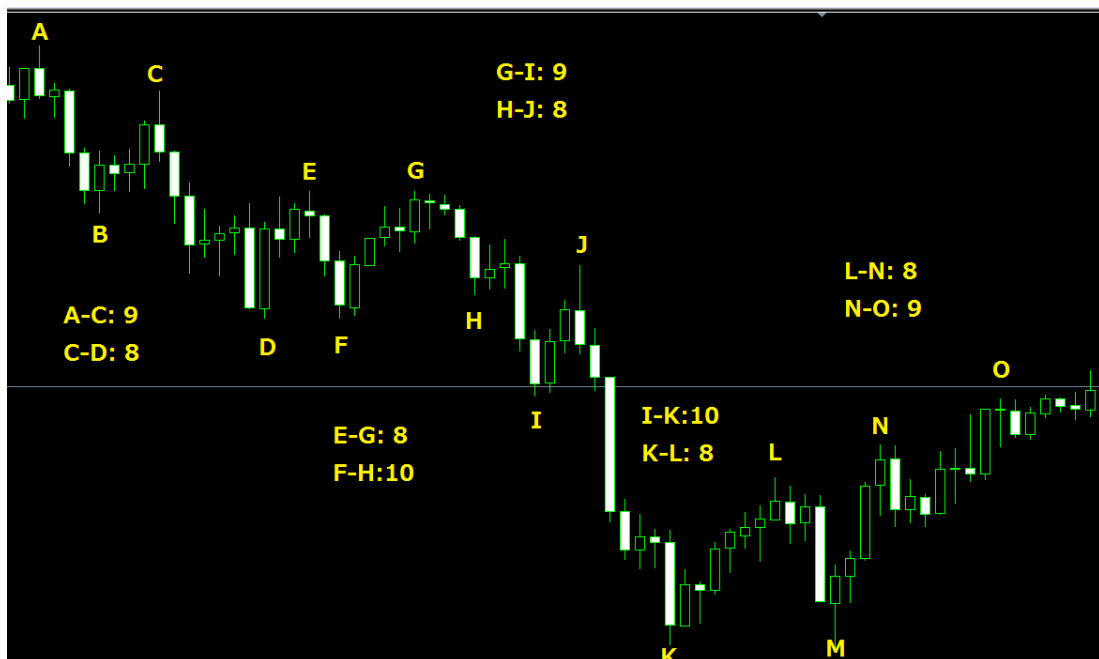 A
C
G-I: 9
H-J: 8
E
G
B
J
L-N: 8
N-O: 9
A-C: 9
C-D: 8
D
F
H
O
I
I-K:10
K-L: 8
E-G: 8
F-H:10
N
L
M
K